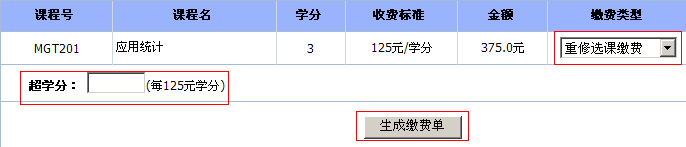 课程号 课程名 学分 收费标准 金额 缴费类型
MGT201 应用统计 3 125元/学分 375.0元 重修选课缴费
超学分： (每125元学分)
生成缴费单